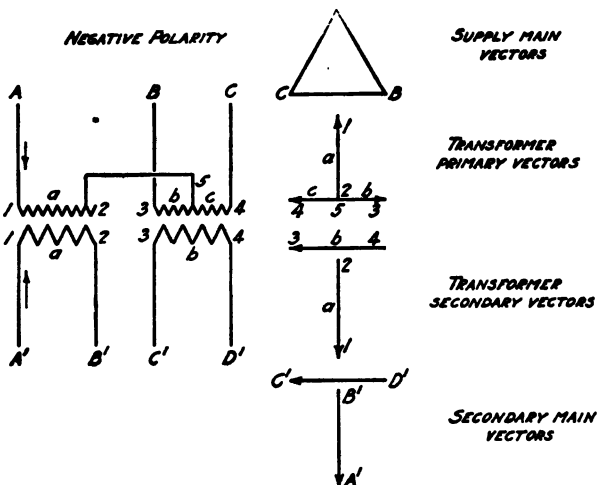 NEGATIVE POLARITY
SUPPLY MAIN
VECTORS
C B
A B C
1
a
TRANSFORMER
PRIMARY VECTORS
5
a b c
c 2 b
1 2 3 4
4 5 3
1 2 3 4
3 b 4
a b
2
TRANSFORMER
SECONDARY VECTORS
a
1
A' B' C' D'
C' D'
B'
SECONDARY MAIN
VECTORS
A'